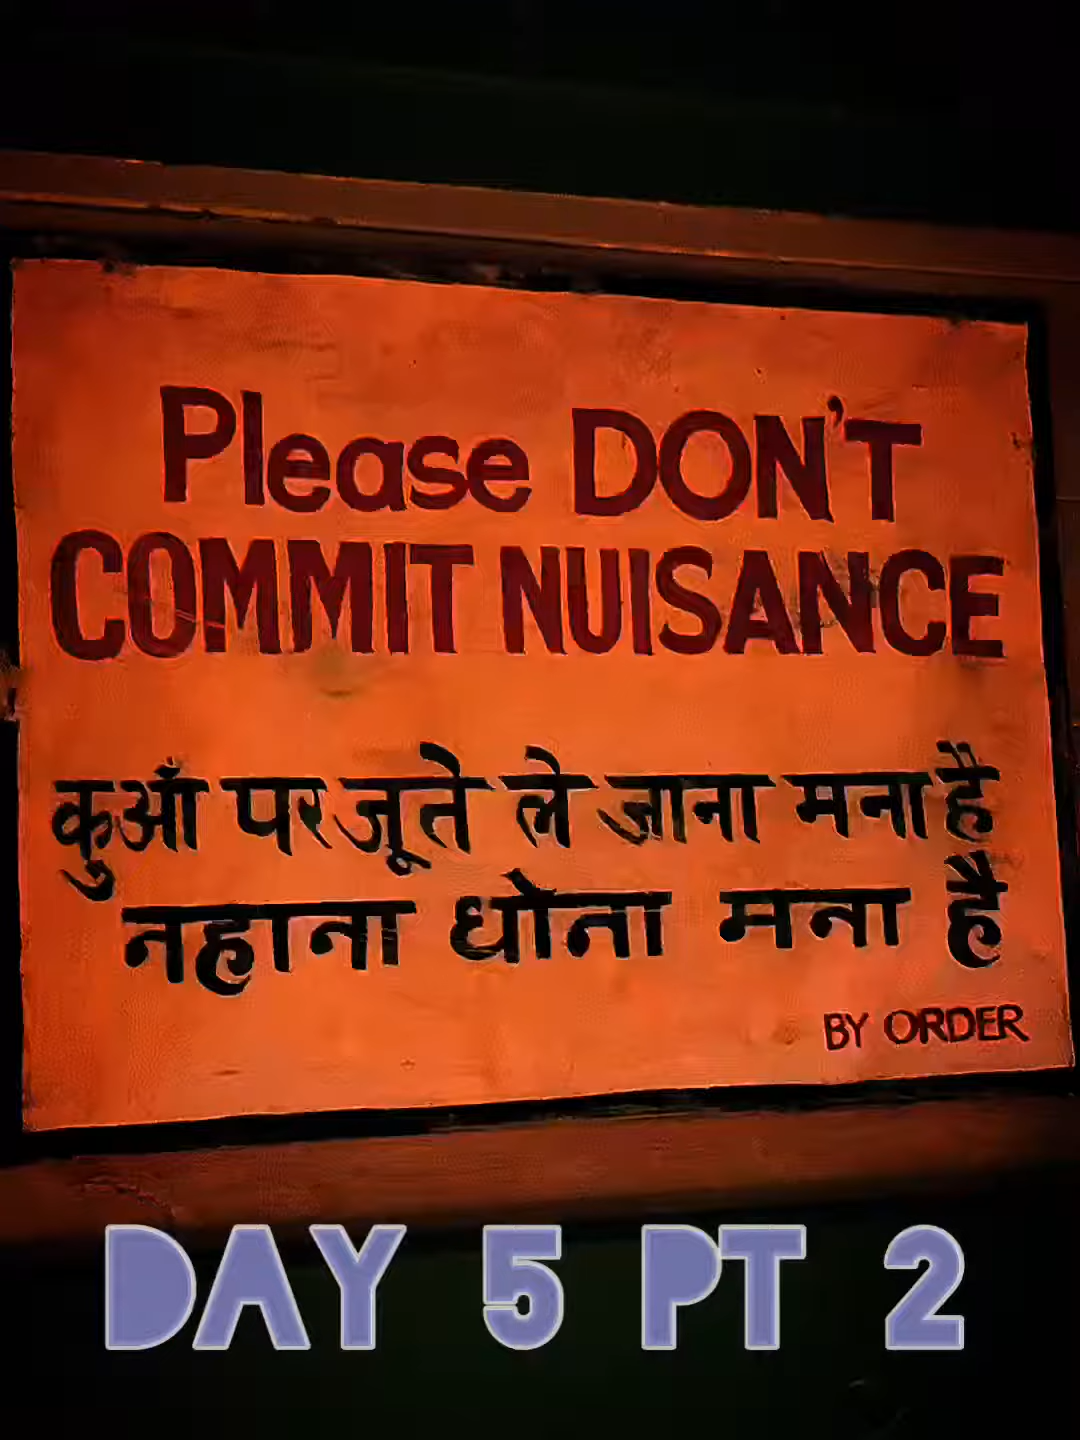 Please DON'T
COMMIT NUISANCE
कुआँ पर जूते ले जाना मना है
नहाना धोना मना है
BY ORDER
DAY 5 PT 2